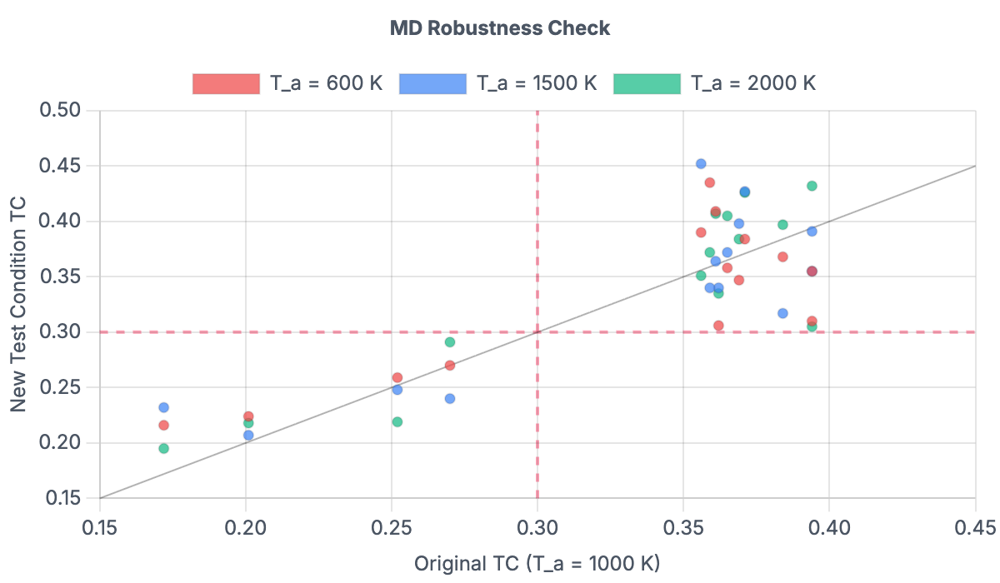 MD Robustness Check
T_a = 600 K T_a = 1500 K T_a = 2000 K
0.50
0.45
0.40
0.35
0.30
0.25
0.20
0.15
New Test Condition TC
0.15 0.20 0.25 0.30 0.35 0.40 0.45
Original TC (T_a = 1000 K)